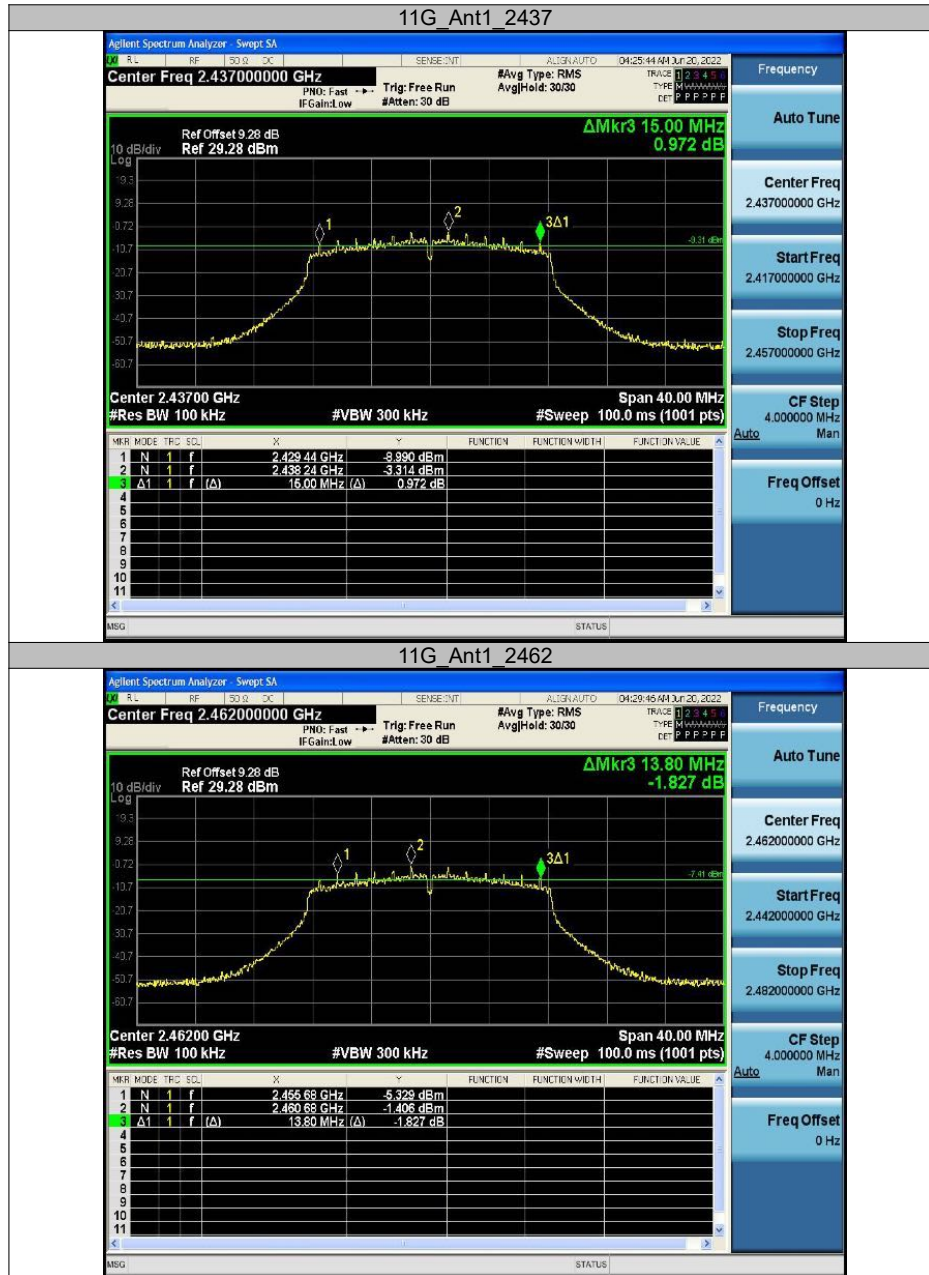 11G_Ant1_2437
Agilent Spectrum Analyzer - Swept SA
RL RF 50 Ω DC SENSE:INT ALIGN AUTO 04:25:44 AM Jun 20, 2022
Center Freq 2.437000000 GHz
PNO: Fast
IFGain:Low
Trig: Free Run
#Atten: 30 dB
#Avg Type: RMS
Avg|Hold: 30/30
TRACE 1 2 3 4 5 6
TYPE M
DET P P P P P P
Frequency
Auto Tune
Center Freq
2.437000000 GHz
Start Freq
2.417000000 GHz
Stop Freq
2.457000000 GHz
CF Step
4.000000 MHz
Auto Man
Freq Offset
0 Hz
ΔMkr3 15.00 MHz
0.972 dB
Ref Offset 9.28 dB
10 dB/div Ref 29.28 dBm
Log
19.3
9.28
-0.72
-10.7
-20.7
-30.7
-40.7
-50.7
-60.7
1
2
3Δ1
-9.31 dBm
Center 2.43700 GHz Span 40.00 MHz
#Res BW 100 kHz #VBW 300 kHz #Sweep 100.0 ms (1001 pts)
MKR MODE TRC SCL X Y FUNCTION FUNCTION WIDTH FUNCTION VALUE
1 N 1 f 2.429 44 GHz -8.990 dBm
2 N 1 f 2.438 24 GHz -3.314 dBm
3 Δ1 1 f (Δ) 15.00 MHz (Δ) 0.972 dB
4
5
6
7
8
9
10
11
MSG STATUS
11G_Ant1_2462
Agilent Spectrum Analyzer - Swept SA
RL RF 50 Ω DC SENSE:INT ALIGN AUTO 04:29:46 AM Jun 20, 2022
Center Freq 2.462000000 GHz
PNO: Fast
IFGain:Low
Trig: Free Run
#Atten: 30 dB
#Avg Type: RMS
Avg|Hold: 30/30
TRACE 1 2 3 4 5 6
TYPE M
DET P P P P P P
Frequency
Auto Tune
Center Freq
2.462000000 GHz
Start Freq
2.442000000 GHz
Stop Freq
2.482000000 GHz
CF Step
4.000000 MHz
Auto Man
Freq Offset
0 Hz
ΔMkr3 13.80 MHz
-1.827 dB
Ref Offset 9.28 dB
10 dB/div Ref 29.28 dBm
Log
19.3
9.28
-0.72
-10.7
-20.7
-30.7
-40.7
-50.7
-60.7
1
2
3Δ1
-7.41 dBm
Center 2.46200 GHz Span 40.00 MHz
#Res BW 100 kHz #VBW 300 kHz #Sweep 100.0 ms (1001 pts)
MKR MODE TRC SCL X Y FUNCTION FUNCTION WIDTH FUNCTION VALUE
1 N 1 f 2.455 68 GHz -5.329 dBm
2 N 1 f 2.460 68 GHz -1.406 dBm
3 Δ1 1 f (Δ) 13.80 MHz (Δ) -1.827 dB
4
5
6
7
8
9
10
11
MSG STATUS